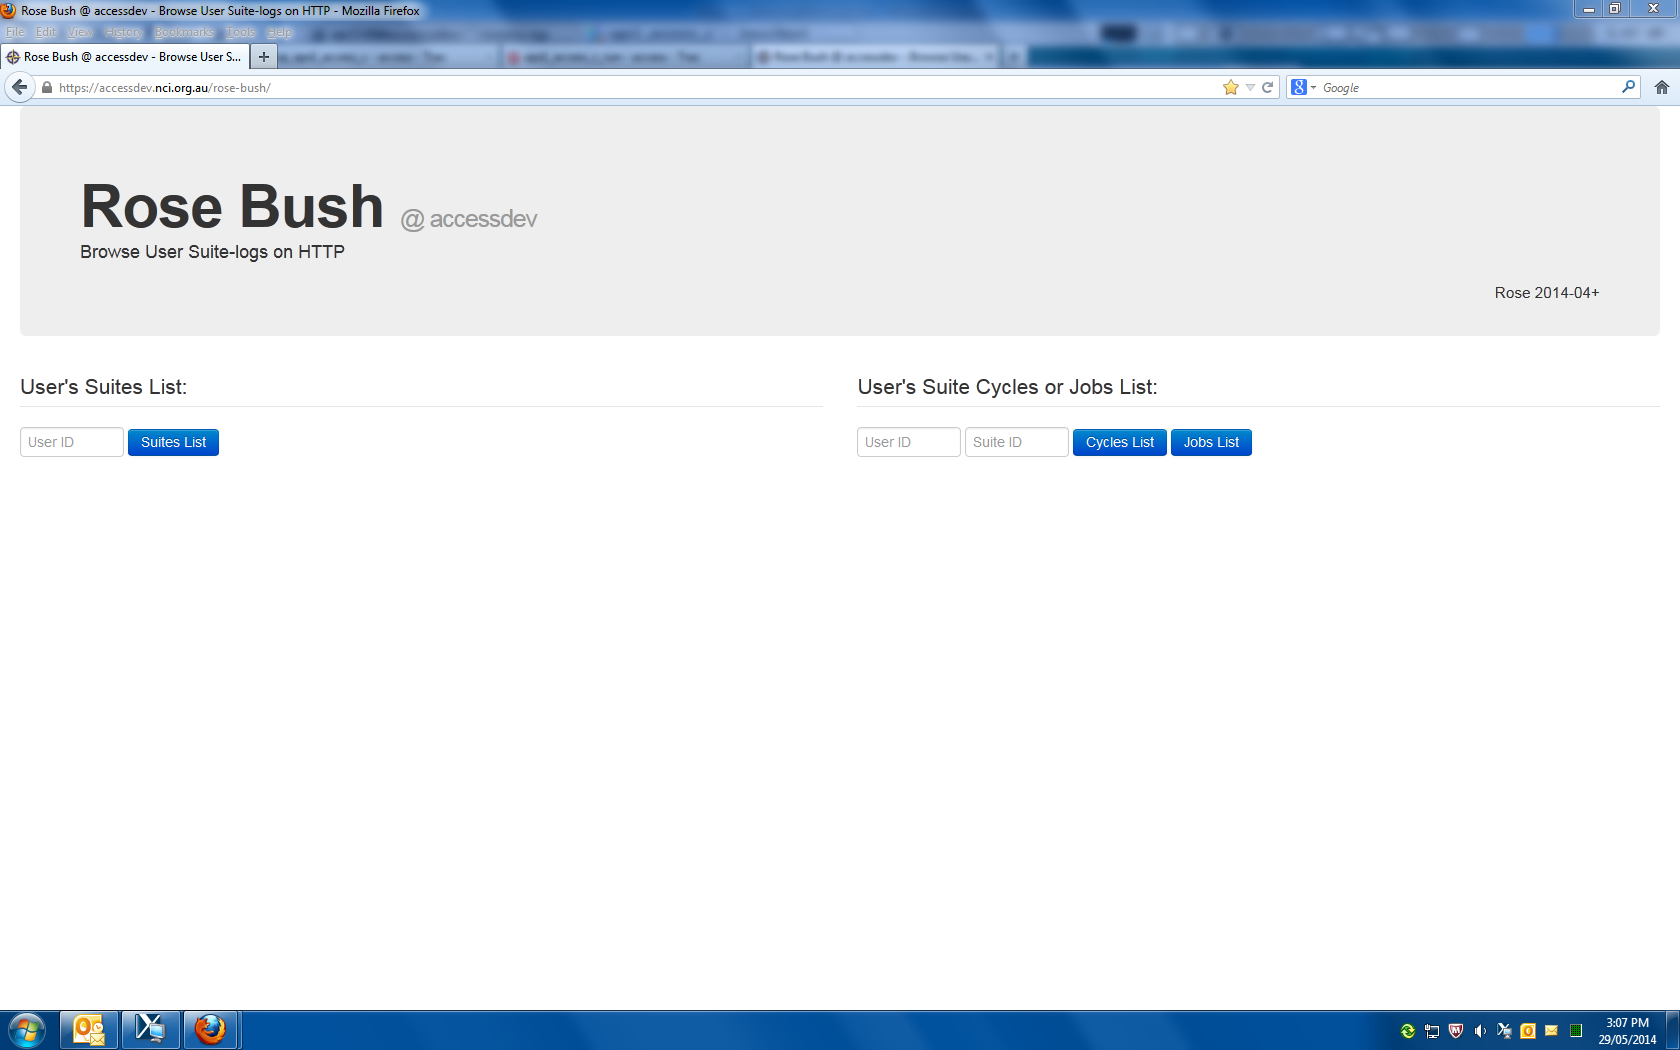 Rose Bush @ accessdev - Browse User Suite-logs on HTTP - Mozilla Firefox
File Edit View History Bookmarks Tools Help
Rose Bush @ accessdev - Browse User S...
https://accessdev.nci.org.au/rose-bush/
Google
Rose Bush @ accessdev
Browse User Suite-logs on HTTP
Rose 2014-04+
User's Suites List:
User ID Suites List
User's Suite Cycles or Jobs List:
User ID Suite ID Cycles List Jobs List
3:07 PM
29/05/2014